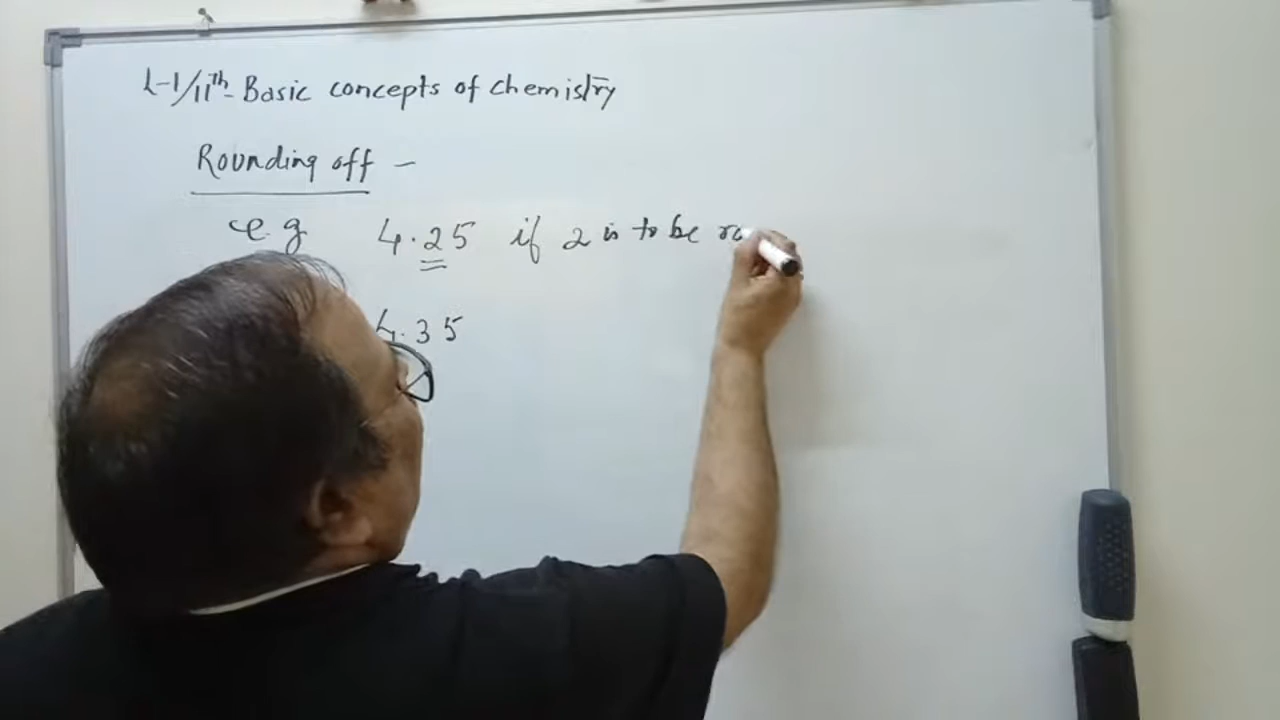 L-1/11th- Basic concepts of chemistry
Rounding off -
e.g 4.25 if 2 is to be ro
4.35